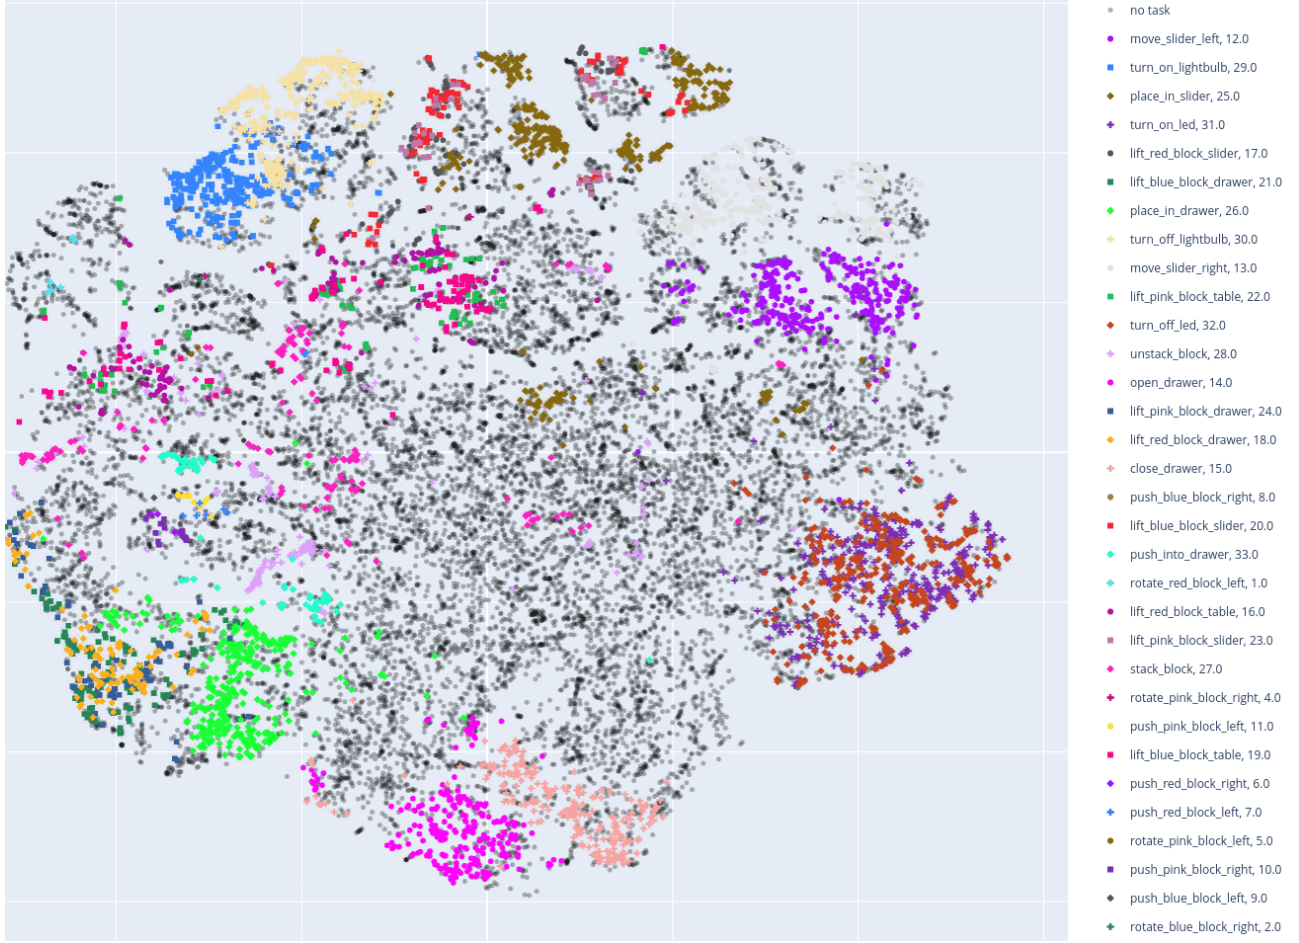 no task
move_slider_left, 12.0
turn_on_lightbulb, 29.0
place_in_slider, 25.0
turn_on_led, 31.0
lift_red_block_slider, 17.0
lift_blue_block_drawer, 21.0
place_in_drawer, 26.0
turn_off_lightbulb, 30.0
move_slider_right, 13.0
lift_pink_block_table, 22.0
turn_off_led, 32.0
unstack_block, 28.0
open_drawer, 14.0
lift_pink_block_drawer, 24.0
lift_red_block_drawer, 18.0
close_drawer, 15.0
push_blue_block_right, 8.0
lift_blue_block_slider, 20.0
push_into_drawer, 33.0
rotate_red_block_left, 1.0
lift_red_block_table, 16.0
lift_pink_block_slider, 23.0
stack_block, 27.0
rotate_pink_block_right, 4.0
push_pink_block_left, 11.0
lift_blue_block_table, 19.0
push_red_block_right, 6.0
push_red_block_left, 7.0
rotate_pink_block_left, 5.0
push_pink_block_right, 10.0
push_blue_block_left, 9.0
rotate_blue_block_right, 2.0